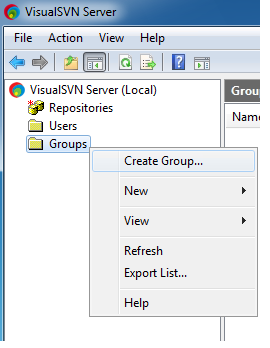 VisualSVN Server
File Action View Help
VisualSVN Server (Local)
Repositories
Users
Groups
Create Group...
New
View
Refresh
Export List...
Help